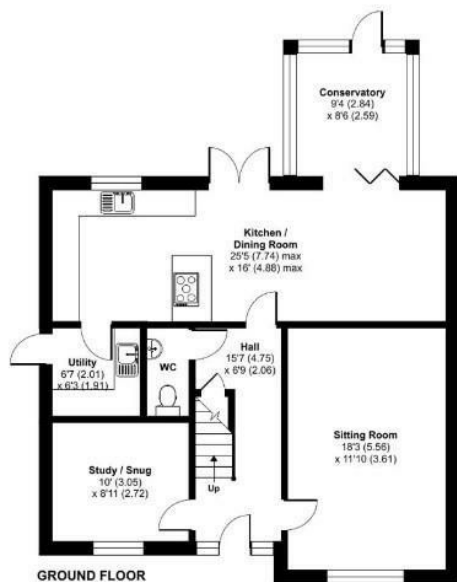 Conservatory
9'4 (2.84)
x 8'6 (2.59)
Kitchen /
Dining Room
25'5 (7.74) max
x 16' (4.88) max
Utility
6'7 (2.01)
x 6'3 (1.91)
WC
Hall
15'7 (4.75)
x 6'9 (2.06)
Sitting Room
18'3 (5.56)
x 11'10 (3.61)
Study / Snug
10' (3.05)
x 8'11 (2.72)
Up
GROUND FLOOR